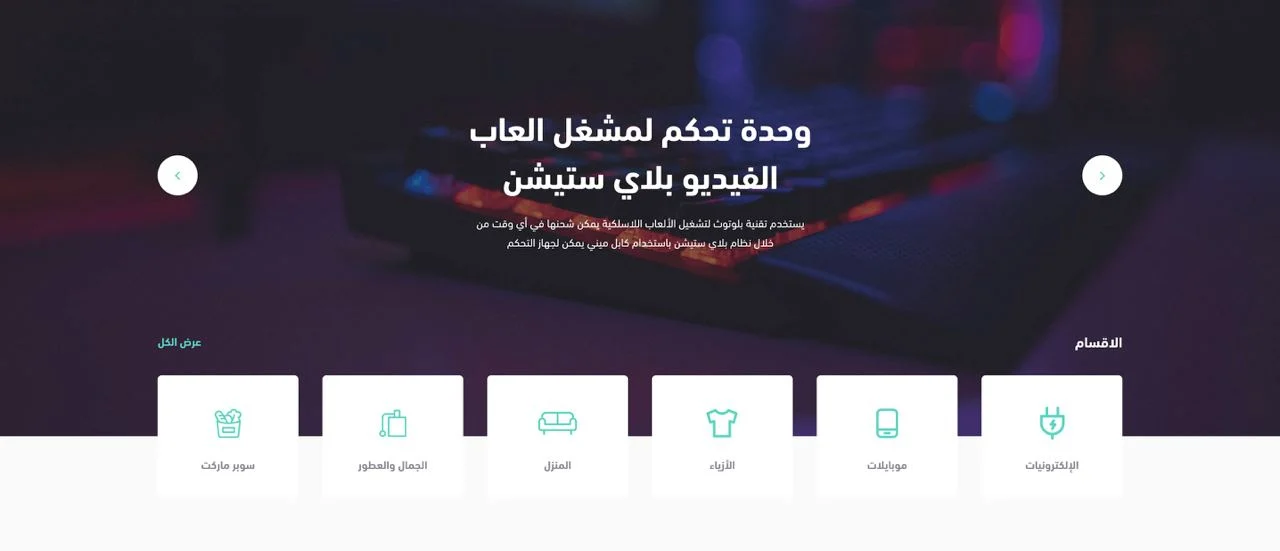 وحدة تحكم لمشغل العاب
الفيديو بلاي ستيشن
يستخدم تقنية بلوتوث لتشغيل الألعاب اللاسلكية يمكن شحنها في أي وقت من
خلال نظام بلاي ستيشن باستخدام كابل ميني يمكن لجهاز التحكم
الاقسام
عرض الكل
الإلكترونيات
موبايلات
الأزياء
المنزل
الجمال والعطور
سوبر ماركت